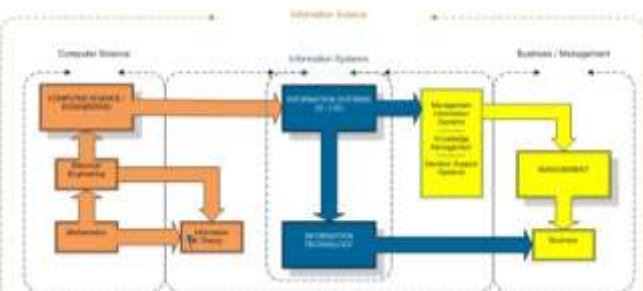 Information Science
Computer Science
Information Systems
Business / Management
COMPUTER SCIENCE /
ENGINEERING
INFORMATION SYSTEMS
Management
Information
Systems
Knowledge
Management
Decision Support
Systems
Electrical
Engineering
MANAGEMENT
Mathematics
Information
Theory
INFORMATION
TECHNOLOGY
Business